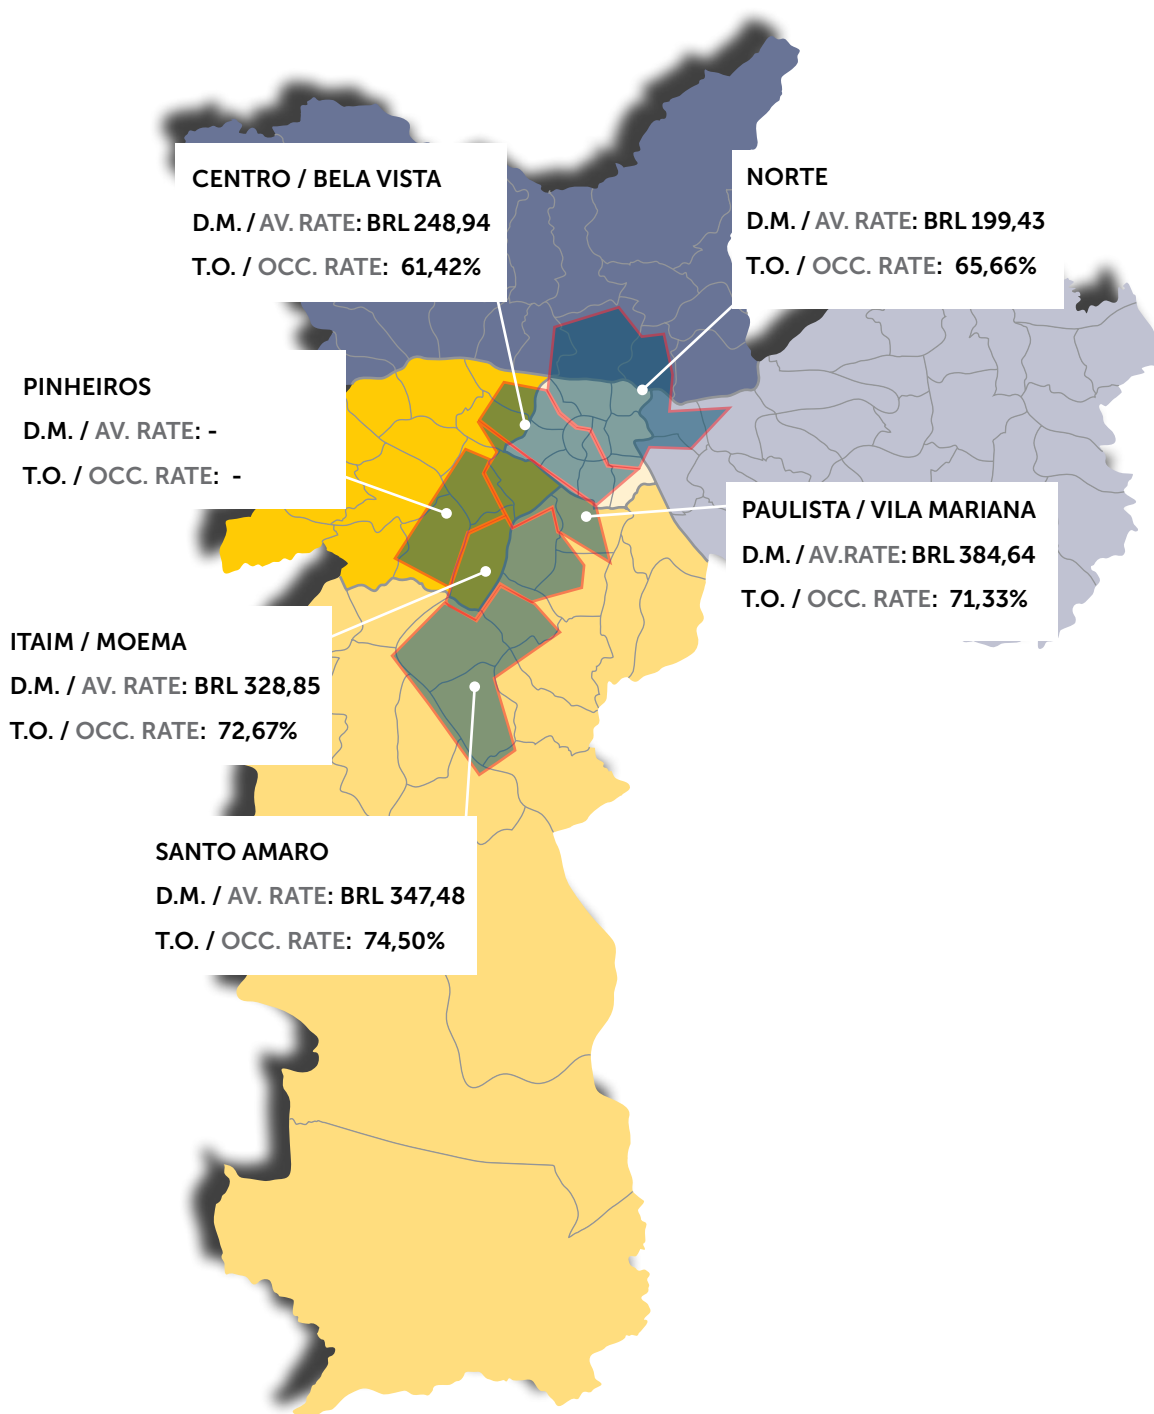 CENTRO / BELA VISTA
D.M. / AV. RATE: BRL 248,94
T.O. / OCC. RATE: 61,42%
NORTE
D.M. / AV. RATE: BRL 199,43
T.O. / OCC. RATE: 65,66%
PINHEIROS
D.M. / AV. RATE: -
T.O. / OCC. RATE: -
PAULISTA / VILA MARIANA
D.M. / AV.RATE: BRL 384,64
T.O. / OCC. RATE: 71,33%
ITAIM / MOEMA
D.M. / AV. RATE: BRL 328,85
T.O. / OCC. RATE: 72,67%
SANTO AMARO
D.M. / AV. RATE: BRL 347,48
T.O. / OCC. RATE: 74,50%